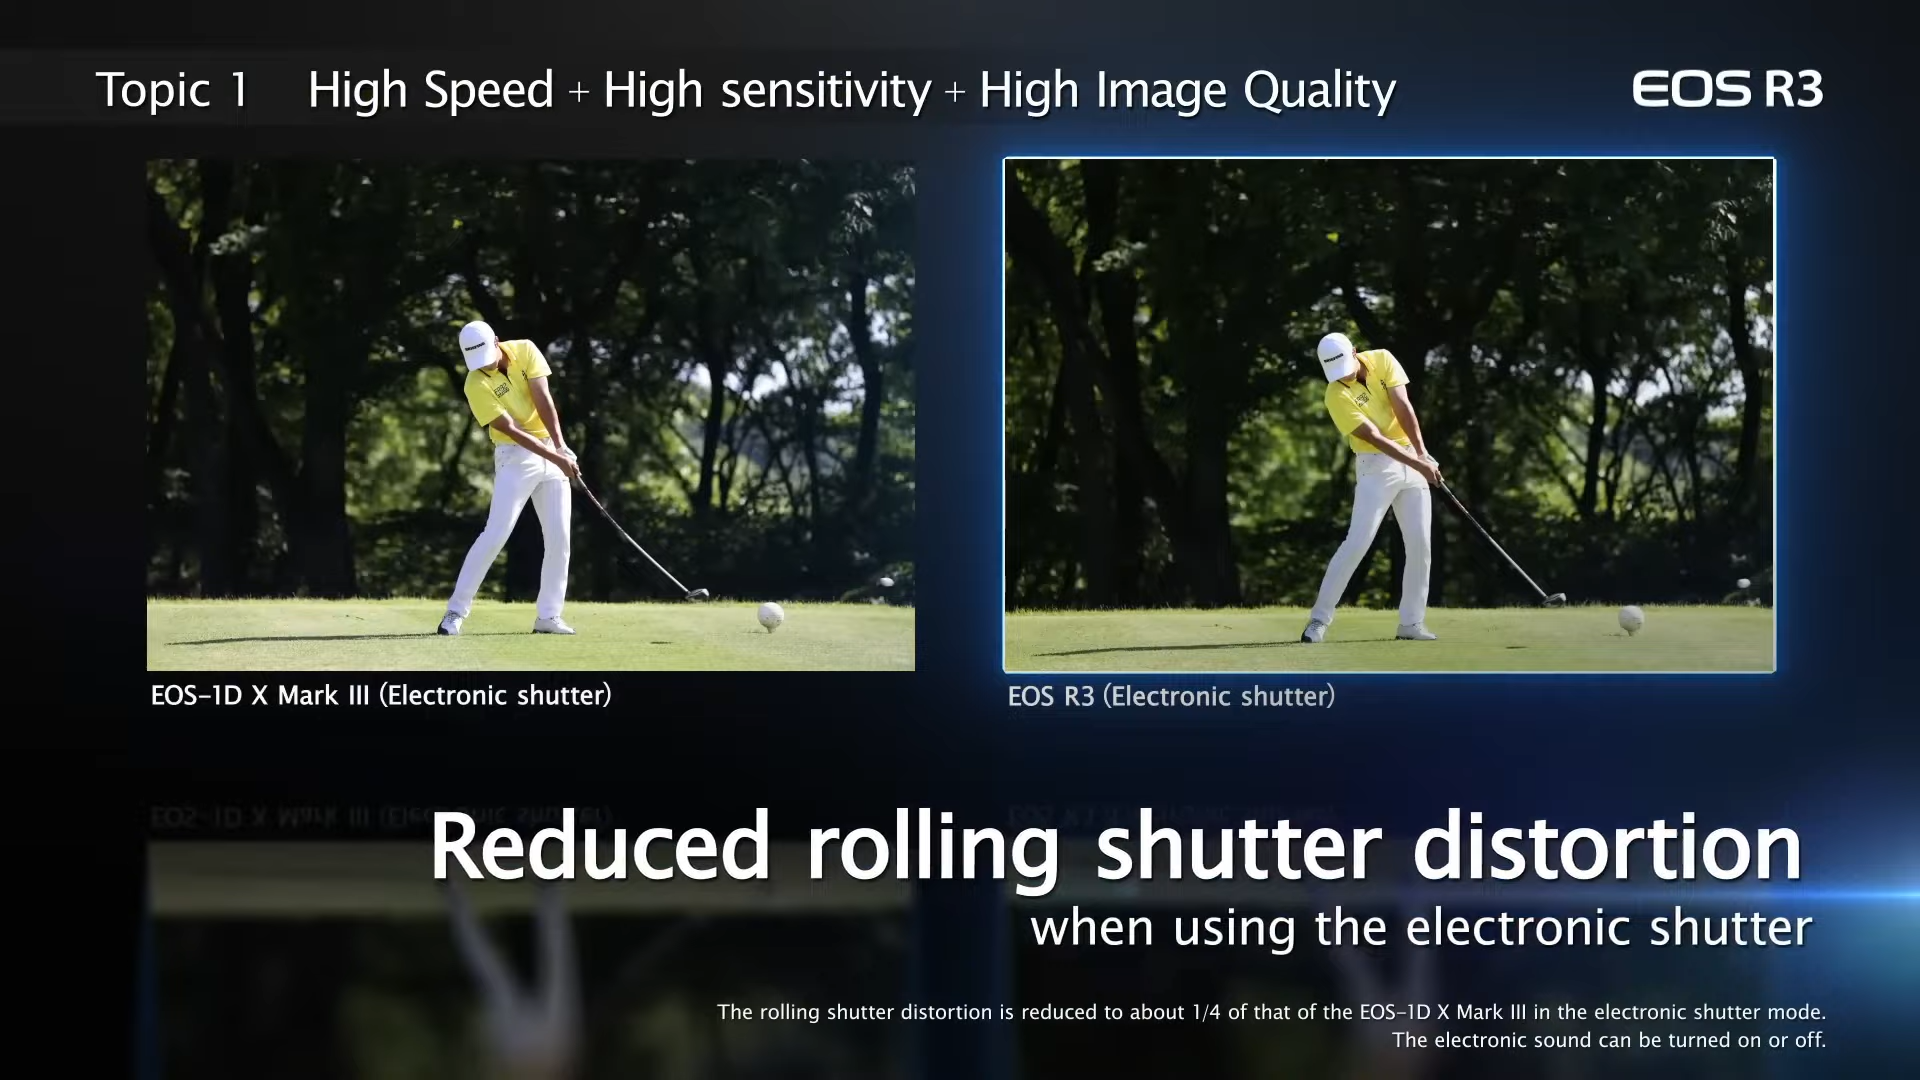 Topic 1 High Speed + High sensitivity + High Image Quality
EOS R3
EOS-1D X Mark III (Electronic shutter)
EOS R3 (Electronic shutter)
Reduced rolling shutter distortion
when using the electronic shutter
The rolling shutter distortion is reduced to about 1/4 of that of the EOS-1D X Mark III in the electronic shutter mode.
The electronic sound can be turned on or off.